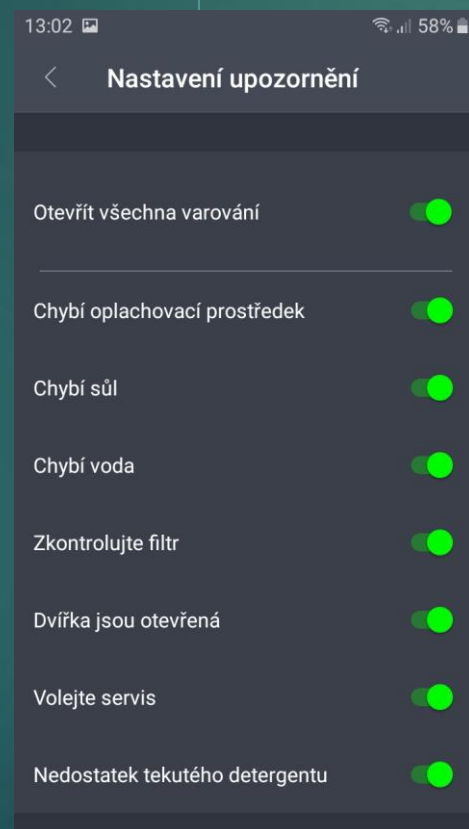 13:02 58%
Nastavení upozornění
Otevřít všechna varování
Chybí oplachovací prostředek
Chybí sůl
Chybí voda
Zkontrolujte filtr
Dvířka jsou otevřená
Volejte servis
Nedostatek tekutého detergentu